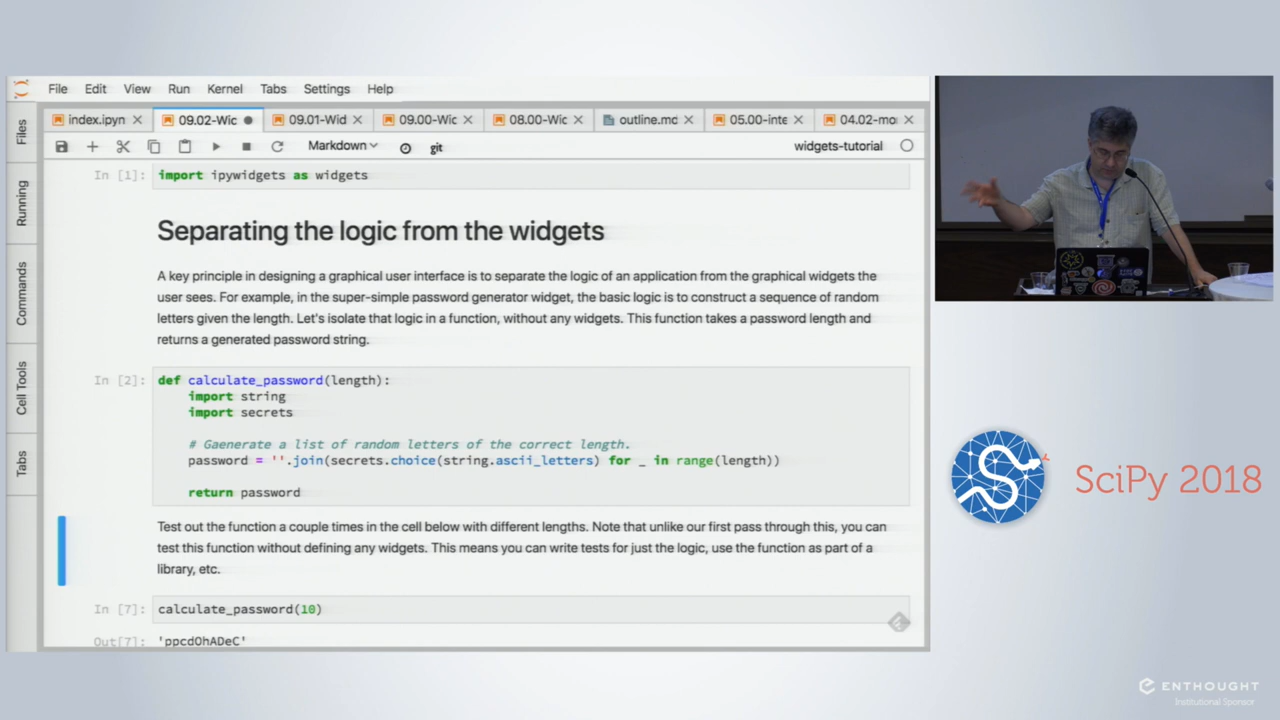 File Edit View Run Kernel Tabs Settings Help
index.ipyn 09.02-Wic 09.01-Wid 09.00-Wic 08.00-Wic outline.mc 05.00-inte 04.02-mo
Markdown git widgets-tutorial
Files
Running
Commands
Cell Tools
Tabs
In [1]: import ipywidgets as widgets
Separating the logic from the widgets
A key principle in designing a graphical user interface is to separate the logic of an application from the graphical widgets the
user sees. For example, in the super-simple password generator widget, the basic logic is to construct a sequence of random
letters given the length. Let's isolate that logic in a function, without any widgets. This function takes a password length and
returns a generated password string.
In [2]: def calculate_password(length):
import string
import secrets
# Gaenerate a list of random letters of the correct length.
password = ''.join(secrets.choice(string.ascii_letters) for _ in range(length))
return password
Test out the function a couple times in the cell below with different lengths. Note that unlike our first pass through this, you can
test this function without defining any widgets. This means you can write tests for just the logic, use the function as part of a
library, etc.
In [7]: calculate_password(10)
Out[7]: 'ppcdOhADeC'
SciPy 2018
ENTHOUGHT
Institutional Sponsor